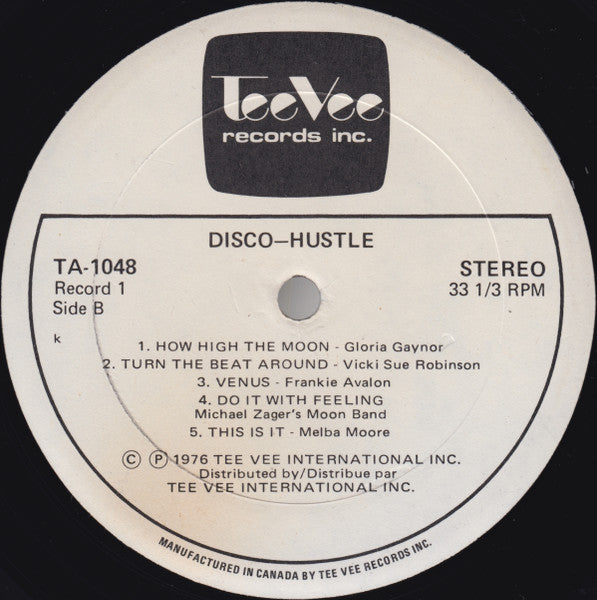 TeeVee
records inc.
DISCO—HUSTLE
TA-1048
Record 1
Side B
STEREO
33 1/3 RPM
k
1. HOW HIGH THE MOON - Gloria Gaynor
2. TURN THE BEAT AROUND - Vicki Sue Robinson
3. VENUS - Frankie Avalon
4. DO IT WITH FEELING
Michael Zager's Moon Band
5. THIS IS IT - Melba Moore
© Ⓟ 1976 TEE VEE INTERNATIONAL INC.
Distributed by/Distribue par
TEE VEE INTERNATIONAL INC.
MANUFACTURED IN CANADA BY TEE VEE RECORDS INC.